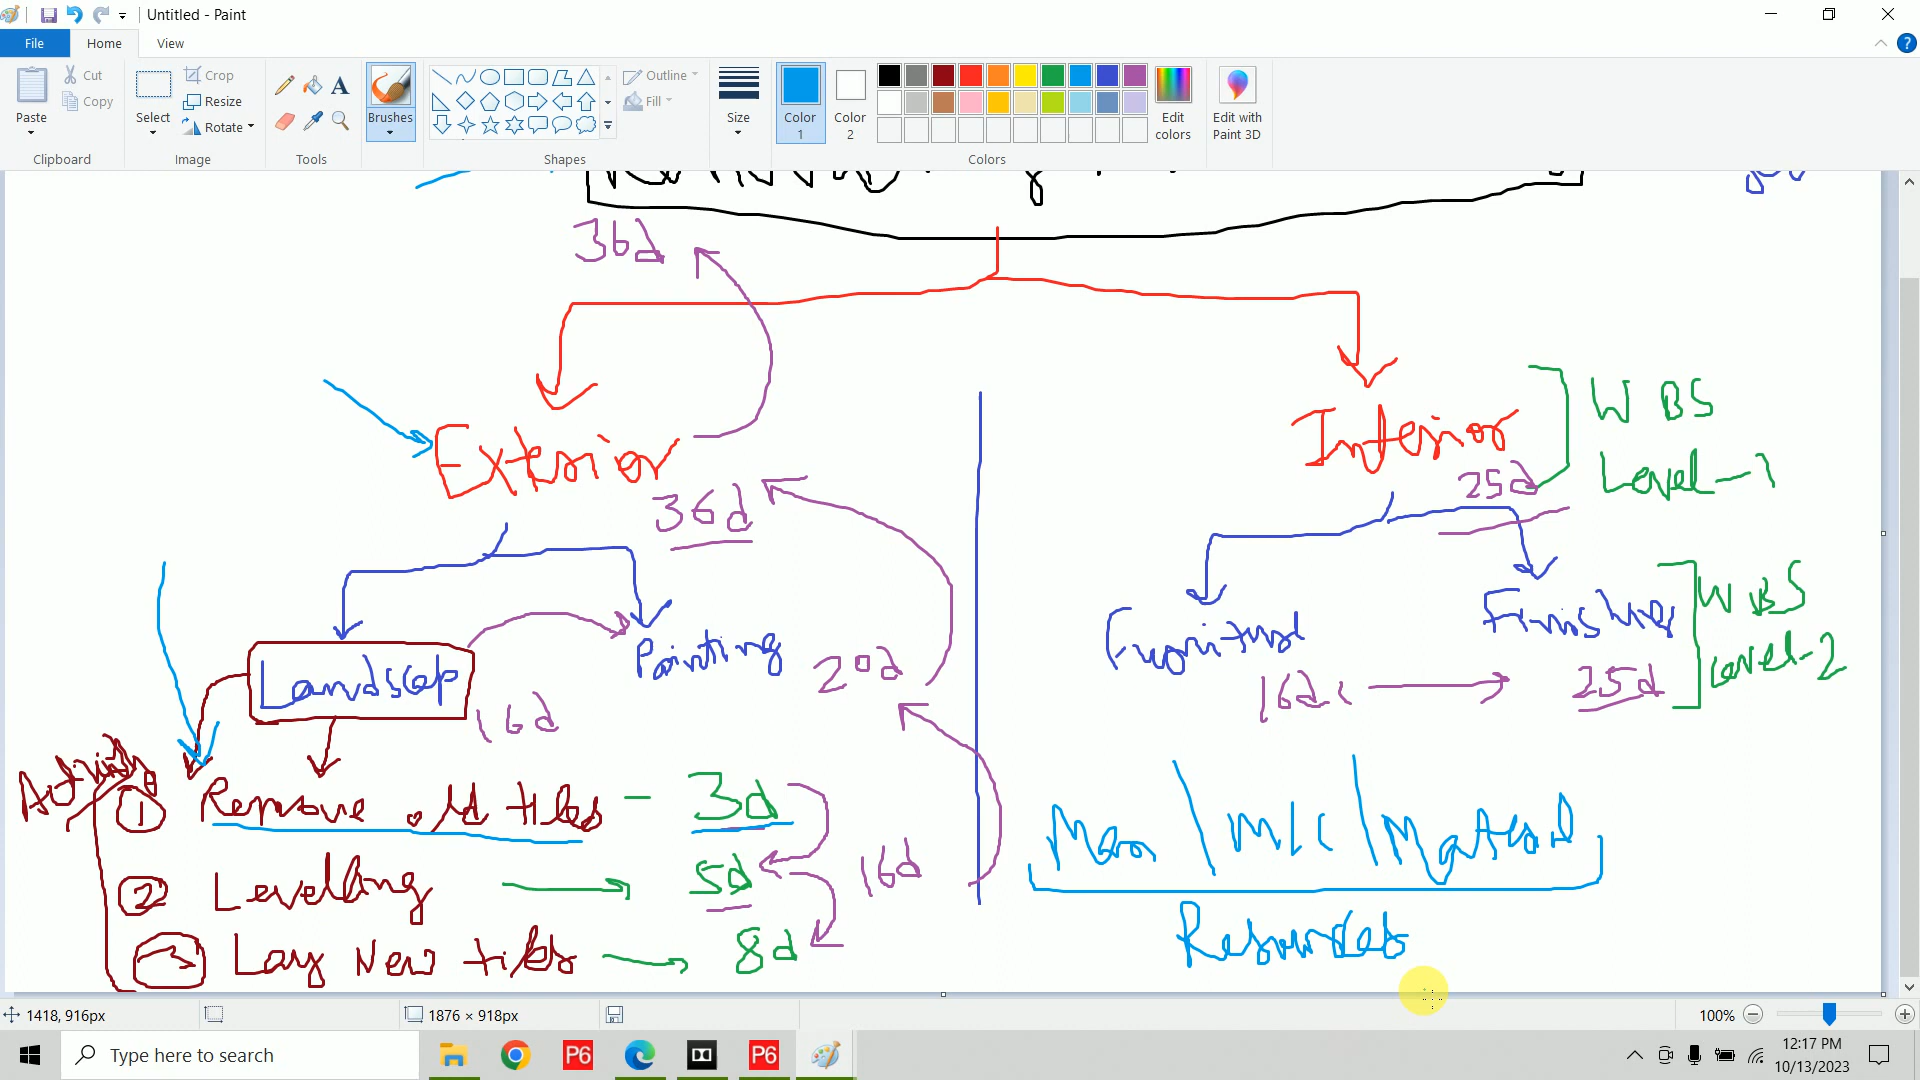 Untitled - Paint
File Home View
Cut
Copy
Paste
Clipboard
Select
Crop
Resize
Rotate
Image
Tools
Brushes
Outline
Fill
Shapes
Size
Color 1
Color 2
Edit colors
Edit with Paint 3D
Colors
36d
Exterior
36d
Interior
25d
WBS
Level-1
Landscap
16d
Painting
20d
Furniture
16d
Finishes
25d
WBS
Level-2
Activity
1 Remove old tiles - 3d
2 Levelling 5d
16d
3 Lay New tiles 8d
Man / M/C / Material
Resources
1418, 916px
1876 × 918px
100%
Type here to search
P6
P6
12:17 PM
10/13/2023